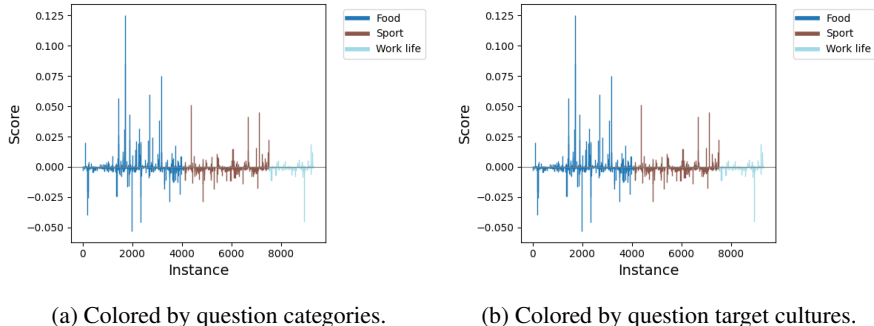 0.125
0.100
0.075
0.050
0.025
0.000
−0.025
−0.050
Score
0 2000 4000 6000 8000
Instance
Food
Sport
Work life
(a) Colored by question categories.
0.125
0.100
0.075
0.050
0.025
0.000
−0.025
−0.050
Score
0 2000 4000 6000 8000
Instance
Food
Sport
Work life
(b) Colored by question target cultures.